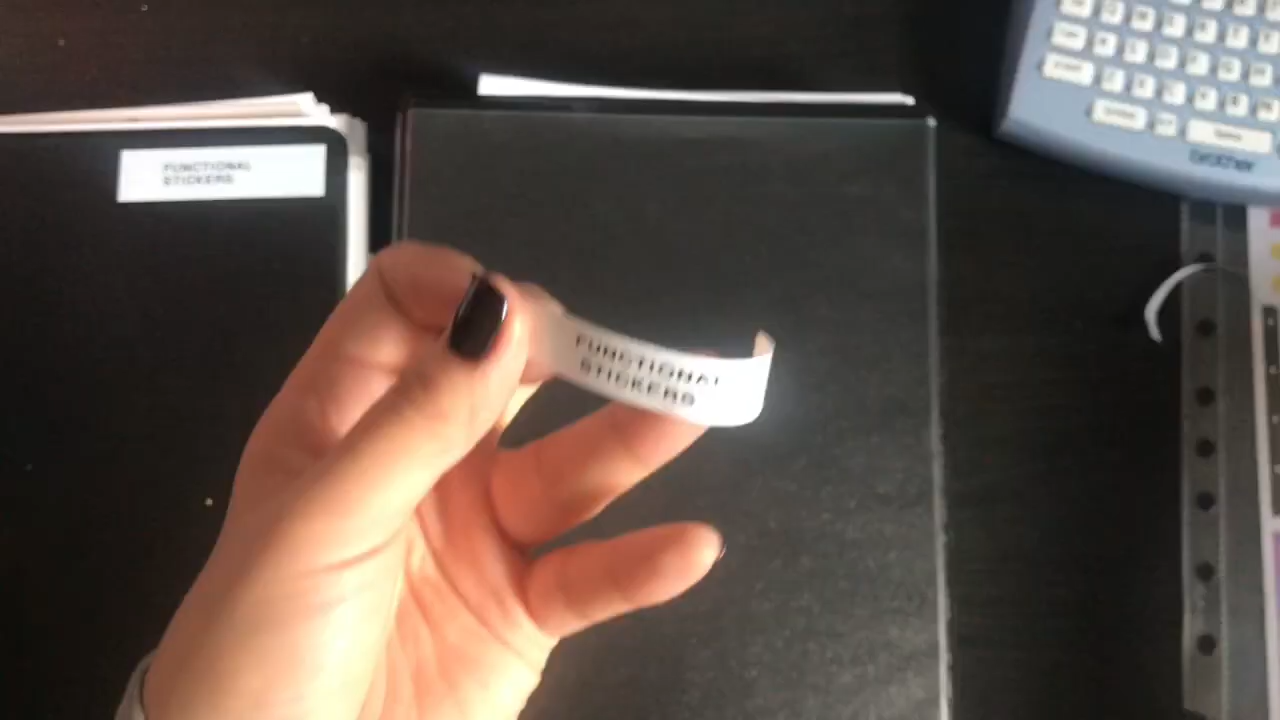 FUNCTIONAL
STICKERS
FUNCTIONAL
STICKERS
brother